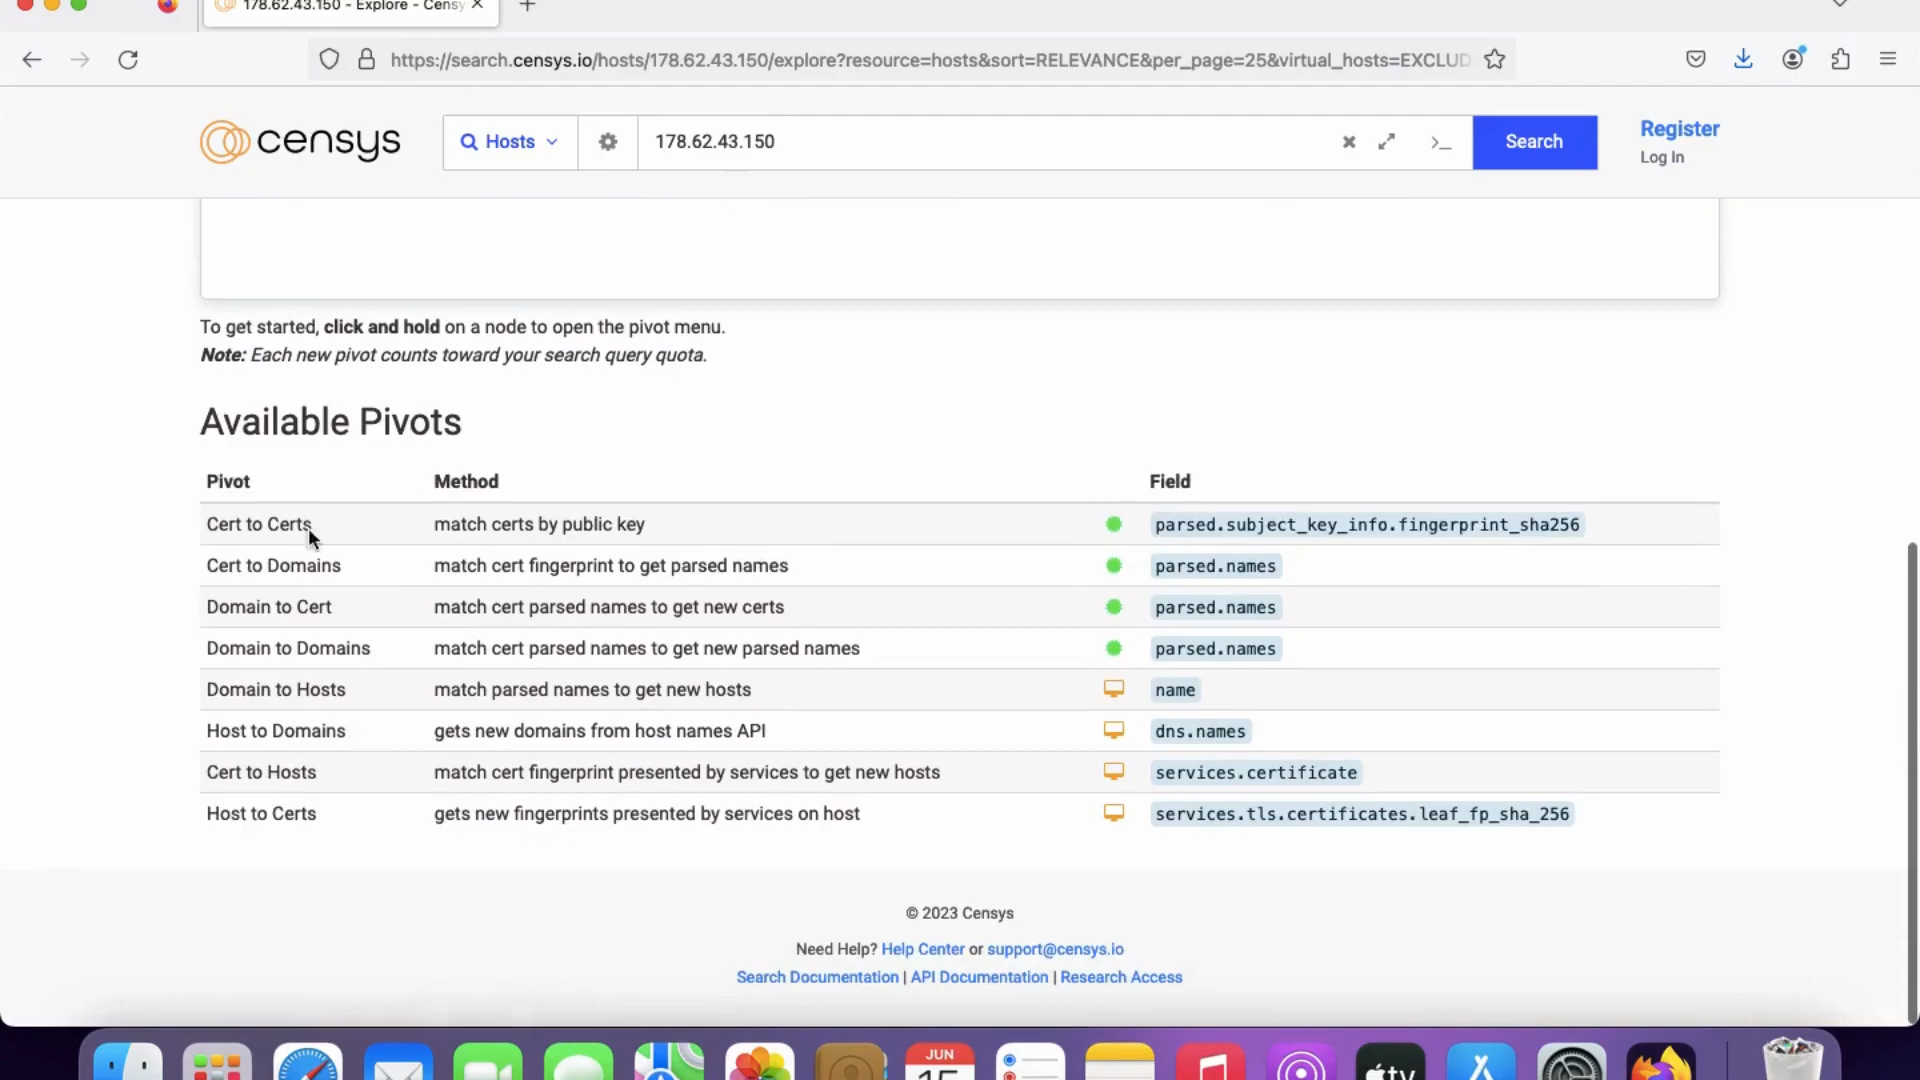 178.62.43.150 - Explore - Censy
https://search.censys.io/hosts/178.62.43.150/explore?resource=hosts&sort=RELEVANCE&per_page=25&virtual_hosts=EXCLUD
censys
Hosts
178.62.43.150
>_
Search
Register
Log In
To get started, click and hold on a node to open the pivot menu.
Note: Each new pivot counts toward your search query quota.
Available Pivots
Pivot Method Field
Cert to Certs match certs by public key parsed.subject_key_info.fingerprint_sha256
Cert to Domains match cert fingerprint to get parsed names parsed.names
Domain to Cert match cert parsed names to get new certs parsed.names
Domain to Domains match cert parsed names to get new parsed names parsed.names
Domain to Hosts match parsed names to get new hosts name
Host to Domains gets new domains from host names API dns.names
Cert to Hosts match cert fingerprint presented by services to get new hosts services.certificate
Host to Certs gets new fingerprints presented by services on host services.tls.certificates.leaf_fp_sha_256
© 2023 Censys
Need Help? Help Center or support@censys.io
Search Documentation | API Documentation | Research Access
JUN
15
tv